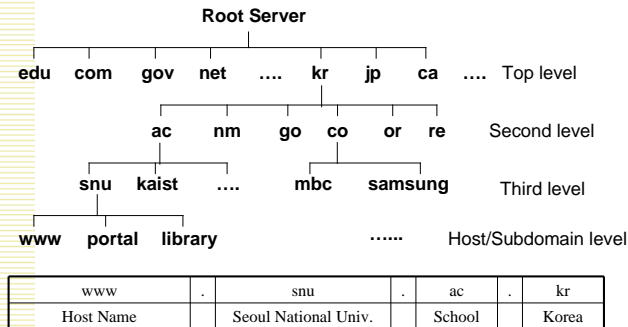 Root Server
edu com gov net …. kr jp ca …. Top level
ac nm go co or re Second level
snu kaist …. mbc samsung Third level
www portal library …... Host/Subdomain level
www . snu . ac . kr
Host Name Seoul National Univ. School Korea